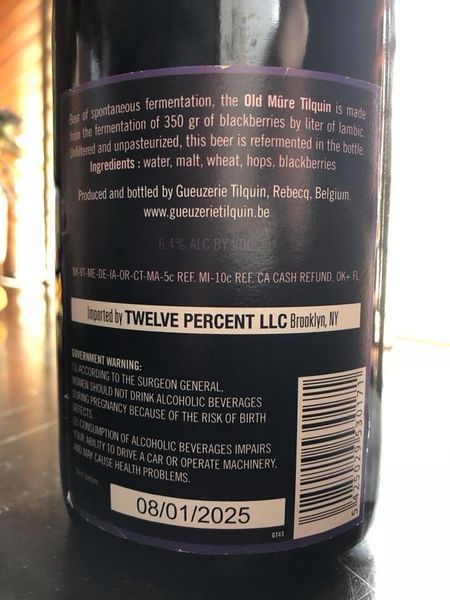 Beer of spontaneous fermentation, the Old Mûre Tilquin is made
from the fermentation of 350 gr of blackberries by liter of lambic.
Unfiltered and unpasteurized, this beer is refermented in the bottle.
Ingredients : water, malt, wheat, hops, blackberries
Produced and bottled by Gueuzerie Tilquin, Rebecq, Belgium.
www.gueuzerietilquin.be
6.4% ALC BY VOL
NY-VT-ME-DE-IA-OR-CT-MA-5c REF. MI-10c REF. CA CASH REFUND, OK+ FL
Imported by TWELVE PERCENT LLC Brooklyn, NY
GOVERNMENT WARNING:
(1) ACCORDING TO THE SURGEON GENERAL,
WOMEN SHOULD NOT DRINK ALCOHOLIC BEVERAGES
DURING PREGNANCY BECAUSE OF THE RISK OF BIRTH
DEFECTS.
(2) CONSUMPTION OF ALCOHOLIC BEVERAGES IMPAIRS
YOUR ABILITY TO DRIVE A CAR OR OPERATE MACHINERY,
AND MAY CAUSE HEALTH PROBLEMS.
08/01/2025
GT43
5 425029 530171